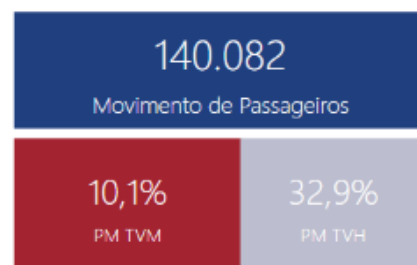 140.082
Movimento de Passageiros
10,1%
32,9%
PM TVM
PM TVH